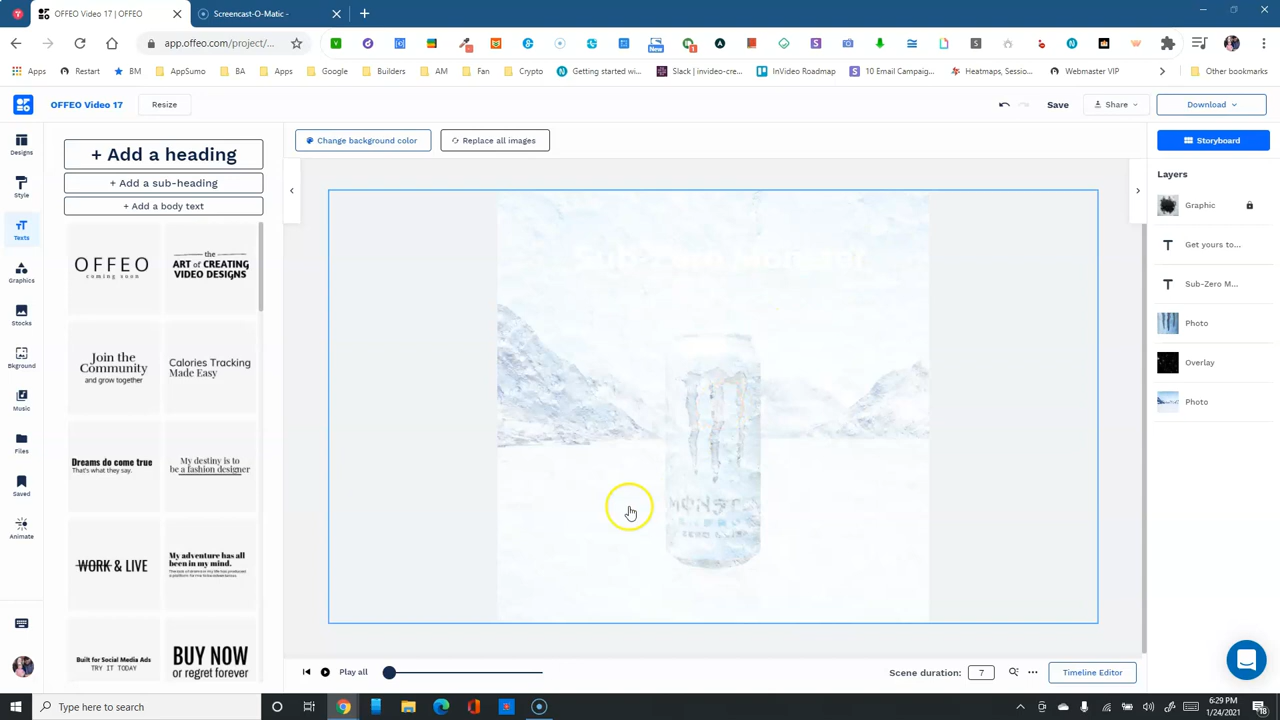 OFFEO Video 17 | OFFEO
Screencast-O-Matic -
app.offeo.com/project/...
New
Apps
Restart
BM
AppSumo
BA
Apps
Google
Builders
AM
Fan
Crypto
Getting started wi...
Slack | invideo-cre...
InVideo Roadmap
10 Email Campaig...
Heatmaps, Sessio...
Webmaster VIP
Other bookmarks
OFFEO Video 17
Resize
Save
Share
Download
Designs
Style
Texts
Graphics
Stocks
Bkground
Music
Files
Saved
Animate
+ Add a heading
+ Add a sub-heading
+ Add a body text
OFFEO
coming soon
the
ART of CREATING
VIDEO DESIGNS
Join the
Community
and grow together
Calories Tracking
Made Easy
Dreams do come true
That's what they say.
My destiny is to
be a fashion designer
WORK & LIVE
My adventure has all
been in my mind.
Built for Social Media Ads
TRY IT TODAY
BUY NOW
or regret forever
Change background color
Replace all images
Storyboard
Layers
Graphic
Get yours to...
Sub-Zero M...
Photo
Overlay
Photo
Play all
Scene duration:
7
Timeline Editor
Type here to search
6:29 PM
1/24/2021
18